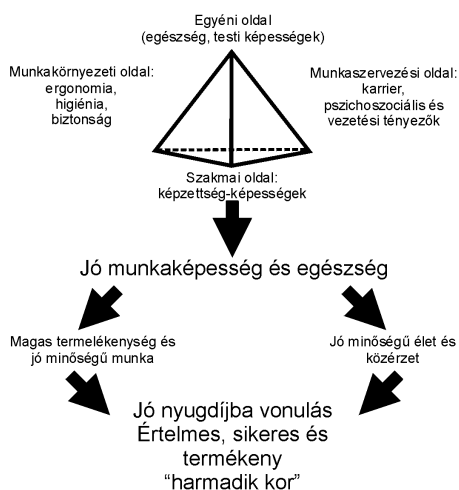 Egyéni oldal
(egészség, testi képességek)
Munkakörnyezeti oldal:
ergonomia,
higiénia,
biztonság
Munkaszervezési oldal:
karrier,
pszichoszociális és
vezetési tényezők
Szakmai oldal:
képzettség-képességek
Jó munkaképesség és egészség
Magas termelékenység és
jó minőségű munka
Jó minőségű élet és
közérzet
Jó nyugdíjba vonulás
Értelmes, sikeres és
termékeny
“harmadik kor”